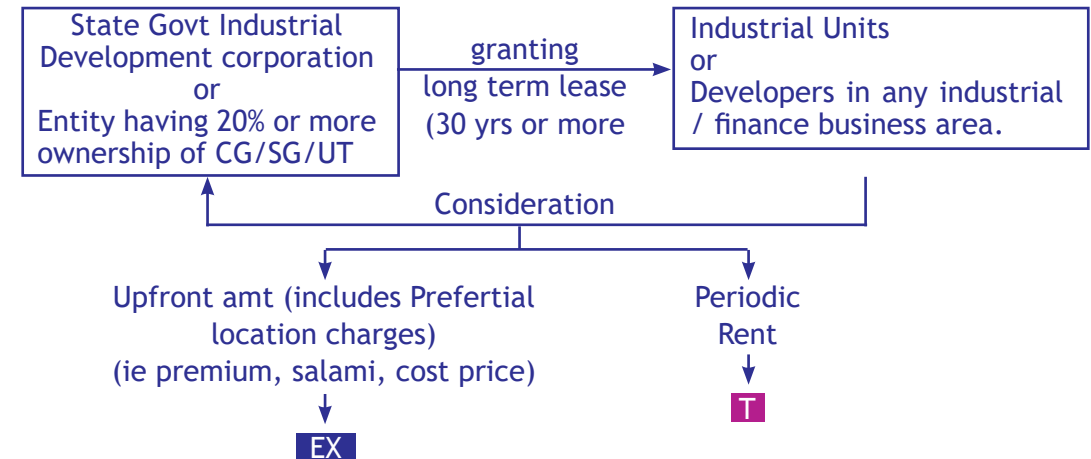 State Govt Industrial
Development corporation
or
Entity having 20% or more
ownership of CG/SG/UT
granting
long term lease
(30 yrs or more
Industrial Units
or
Developers in any industrial
/ finance business area.
Consideration
Upfront amt (includes Prefertial
location charges)
(ie premium, salami, cost price)
EX
Periodic
Rent
T